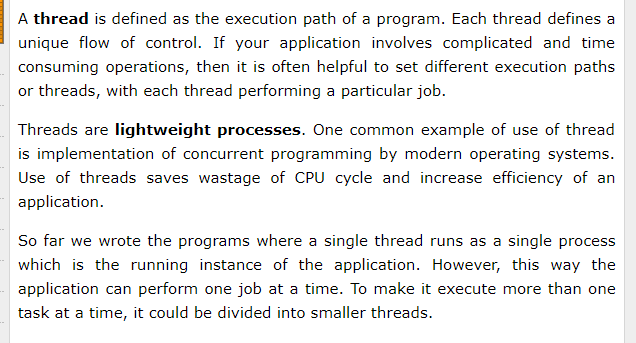 A thread is defined as the execution path of a program. Each thread defines a
unique flow of control. If your application involves complicated and time
consuming operations, then it is often helpful to set different execution paths
or threads, with each thread performing a particular job.
Threads are lightweight processes. One common example of use of thread
is implementation of concurrent programming by modern operating systems.
Use of threads saves wastage of CPU cycle and increase efficiency of an
application.
So far we wrote the programs where a single thread runs as a single process
which is the running instance of the application. However, this way the
application can perform one job at a time. To make it execute more than one
task at a time, it could be divided into smaller threads.